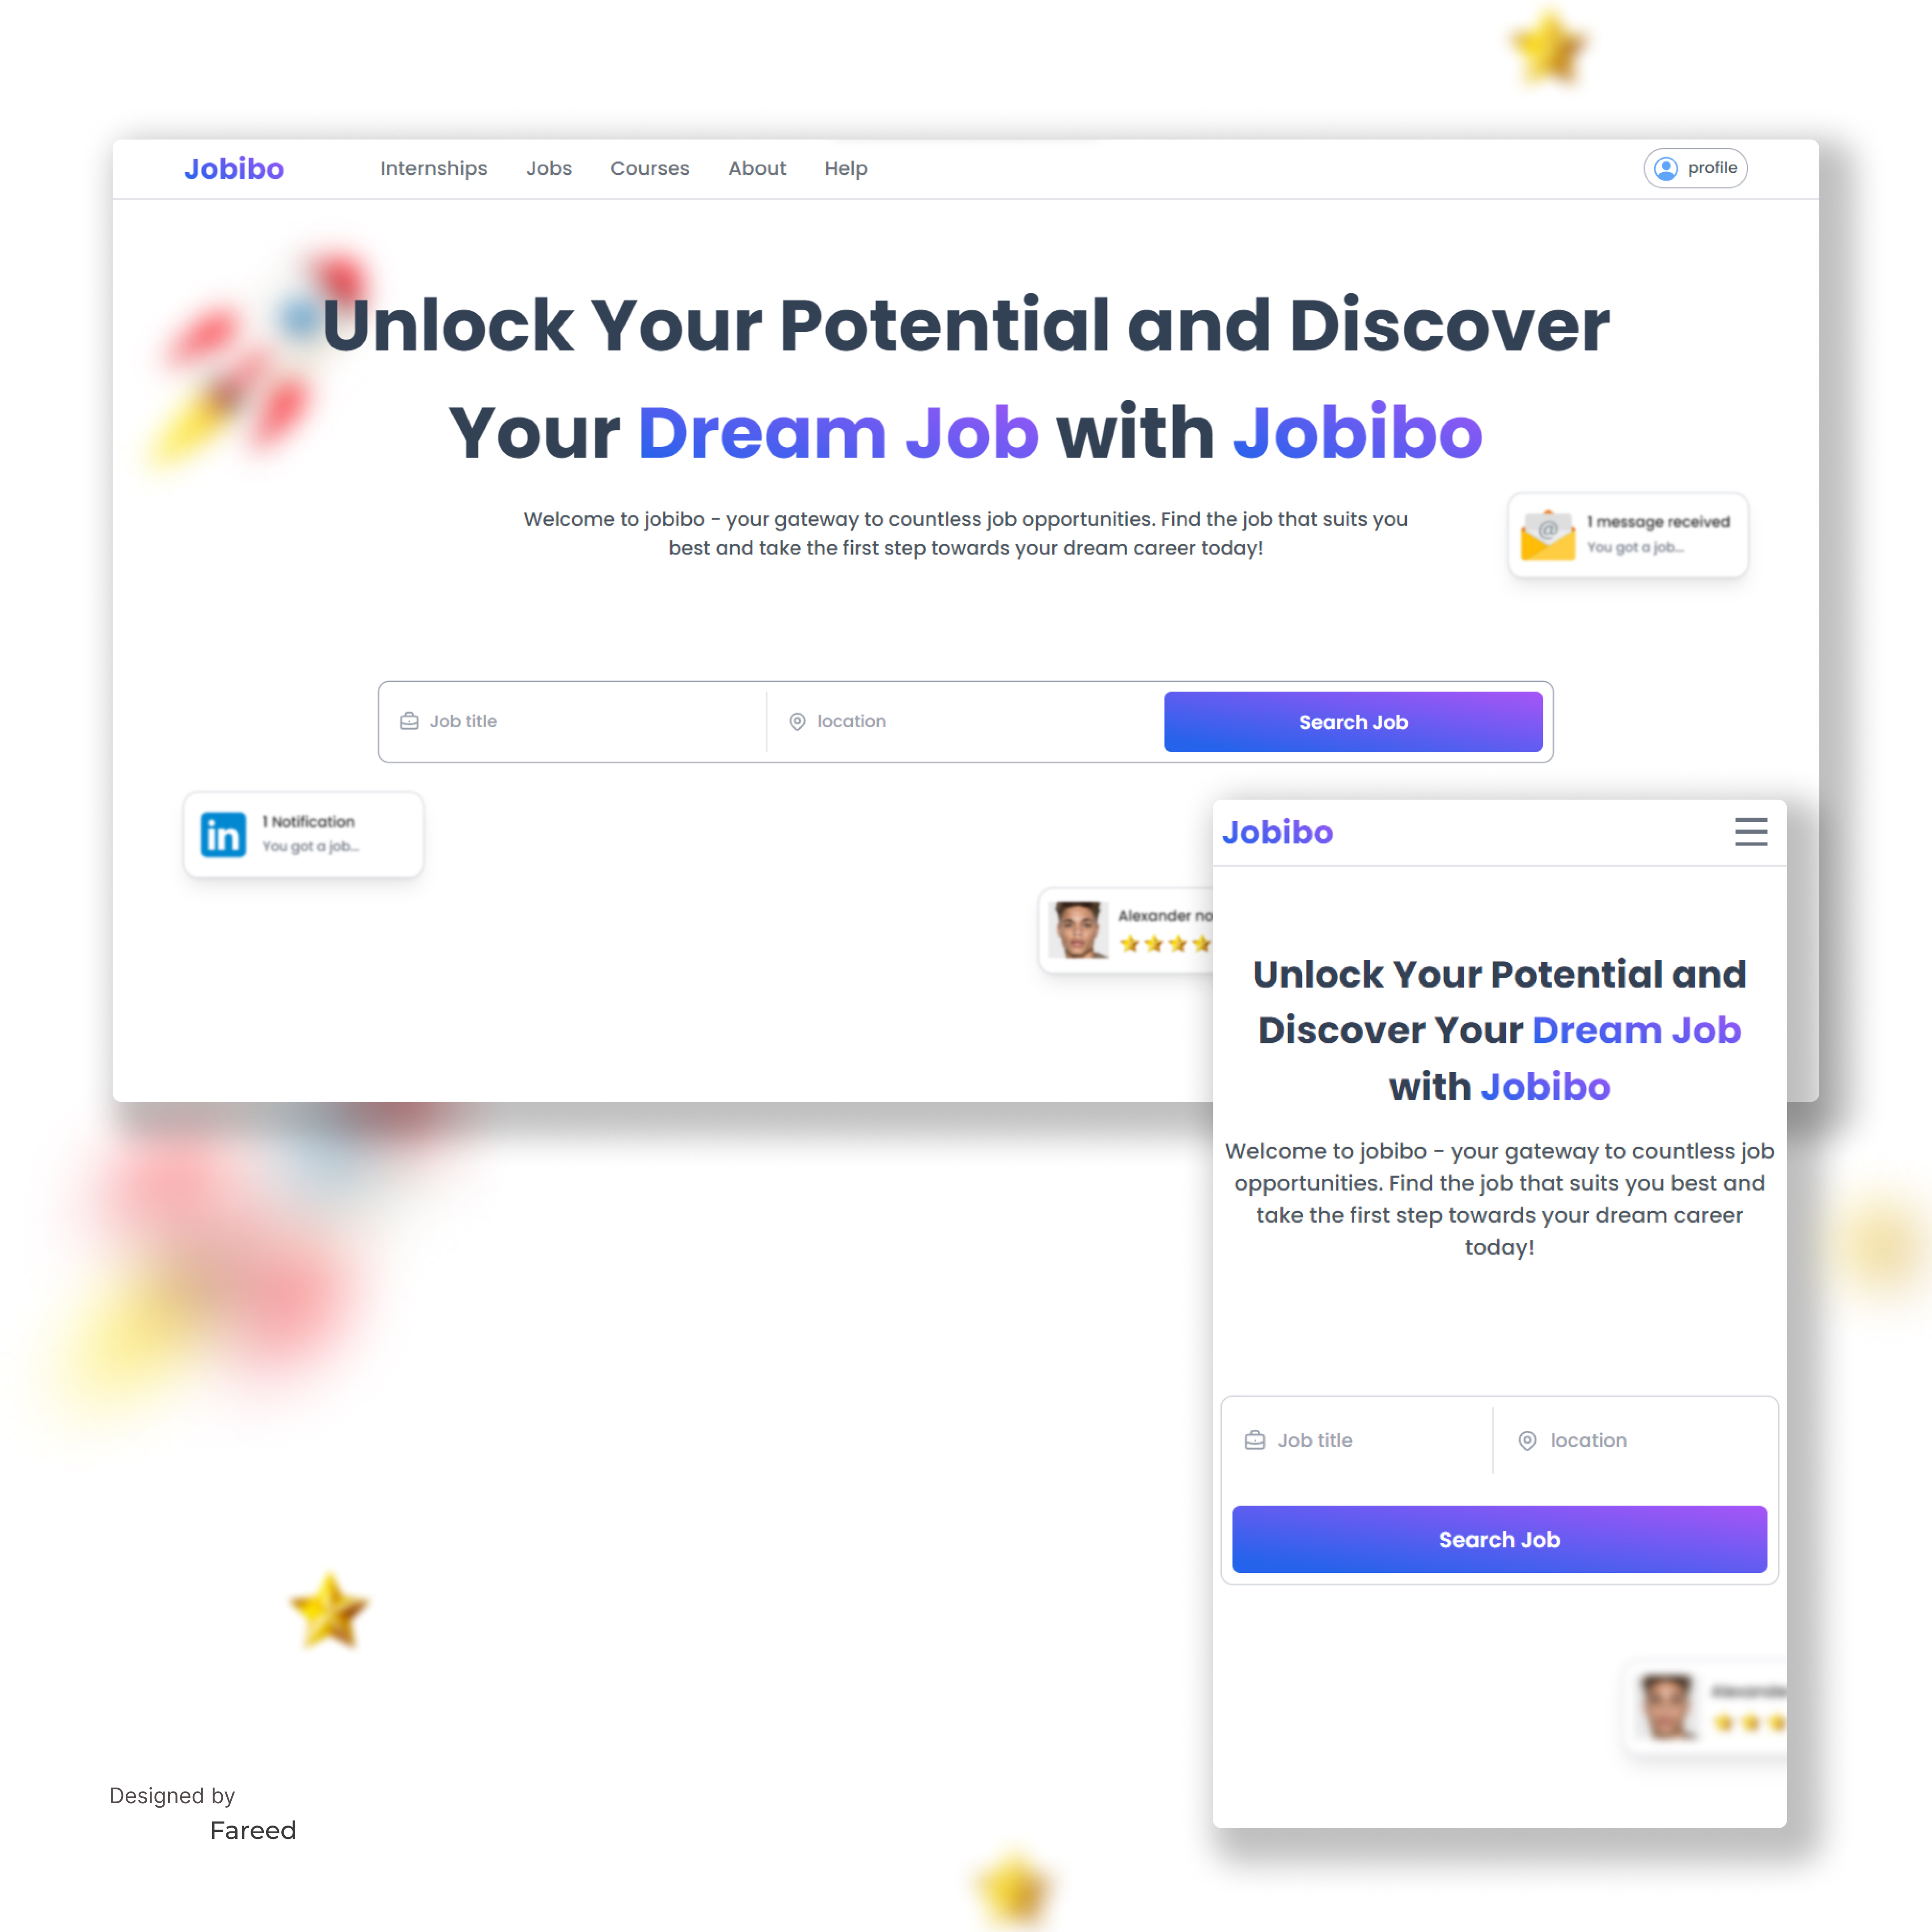 Jobibo
Internships Jobs Courses About Help
profile
Unlock Your Potential and Discover
Your Dream Job with Jobibo
Welcome to jobibo - your gateway to countless job opportunities. Find the job that suits you
best and take the first step towards your dream career today!
@
1 message received
You got a job...
Job title
location
Search Job
in
1 Notification
You got a job...
Alexander no
Jobibo
Unlock Your Potential and
Discover Your Dream Job
with Jobibo
Welcome to jobibo - your gateway to countless job
opportunities. Find the job that suits you best and
take the first step towards your dream career
today!
Job title
location
Search Job
Designed by
Fareed